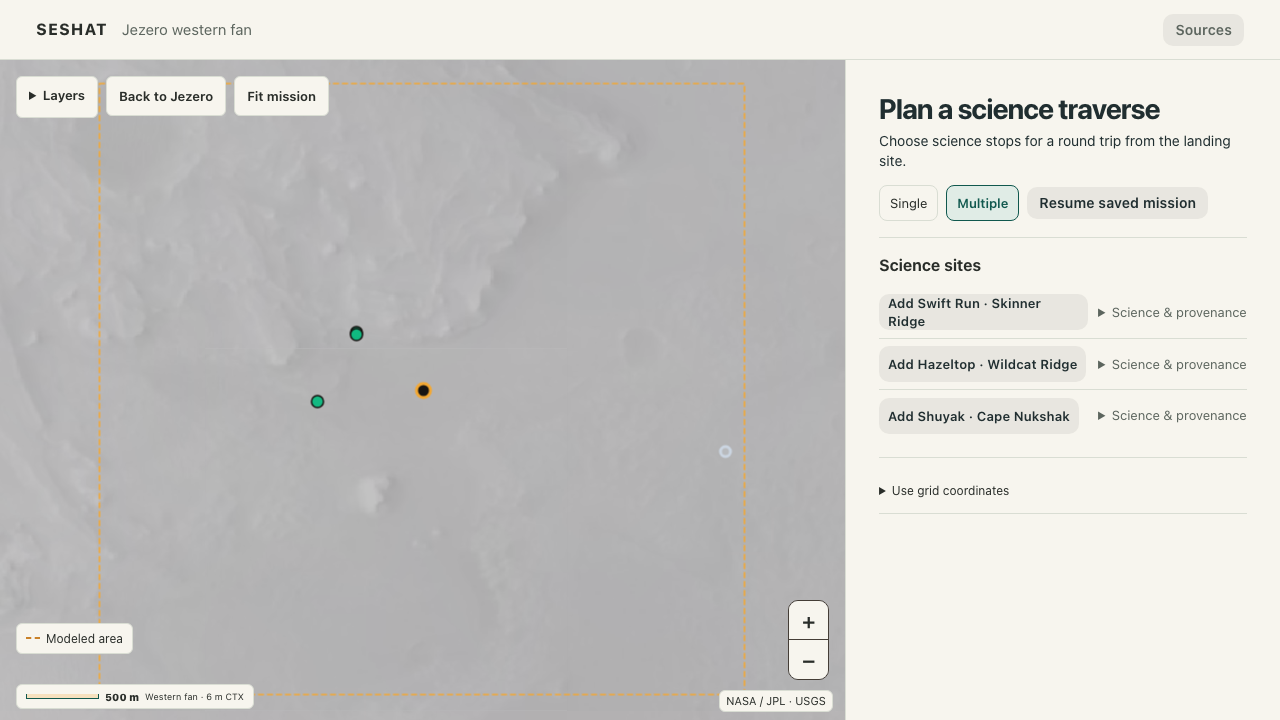 SESHAT
Jezero western fan
Sources
Layers
Back to Jezero
Fit mission
Modeled area
500 m
Western fan · 6 m CTX
+
−
NASA / JPL · USGS
Plan a science traverse
Choose science stops for a round trip from the landing
site.
Single
Multiple
Resume saved mission
Science sites
Add Swift Run · Skinner
Ridge
Science & provenance
Add Hazeltop · Wildcat Ridge
Science & provenance
Add Shuyak · Cape Nukshak
Science & provenance
Use grid coordinates